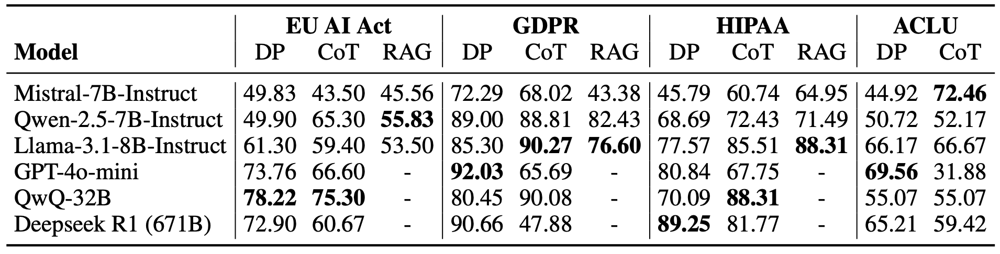 EU AI Act GDPR HIPAA ACLU
Model DP CoT RAG DP CoT RAG DP CoT RAG DP CoT
Mistral-7B-Instruct 49.83 43.50 45.56 72.29 68.02 43.38 45.79 60.74 64.95 44.92 72.46
Qwen-2.5-7B-Instruct 49.90 65.30 55.83 89.00 88.81 82.43 68.69 72.43 71.49 50.72 52.17
Llama-3.1-8B-Instruct 61.30 59.40 53.50 85.30 90.27 76.60 77.57 85.51 88.31 66.17 66.67
GPT-4o-mini 73.76 66.60 - 92.03 65.69 - 80.84 67.75 - 69.56 31.88
QwQ-32B 78.22 75.30 - 80.45 90.08 - 70.09 88.31 - 55.07 55.07
Deepseek R1 (671B) 72.90 60.67 - 90.66 47.88 - 89.25 81.77 - 65.21 59.42